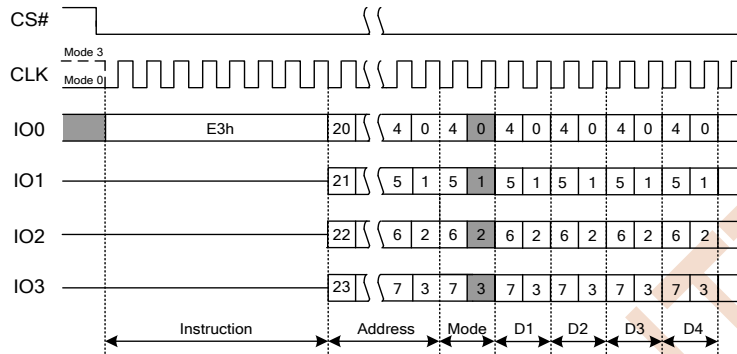 CS#
Mode 3
CLK
Mode 0
IO0 E3h 20 4 0 4 0 4 0 4 0 4 0 4 0
IO1 21 5 1 5 1 5 1 5 1 5 1 5 1
IO2 22 6 2 6 2 6 2 6 2 6 2 6 2
IO3 23 7 3 7 3 7 3 7 3 7 3 7 3
Instruction Address Mode D1 D2 D3 D4